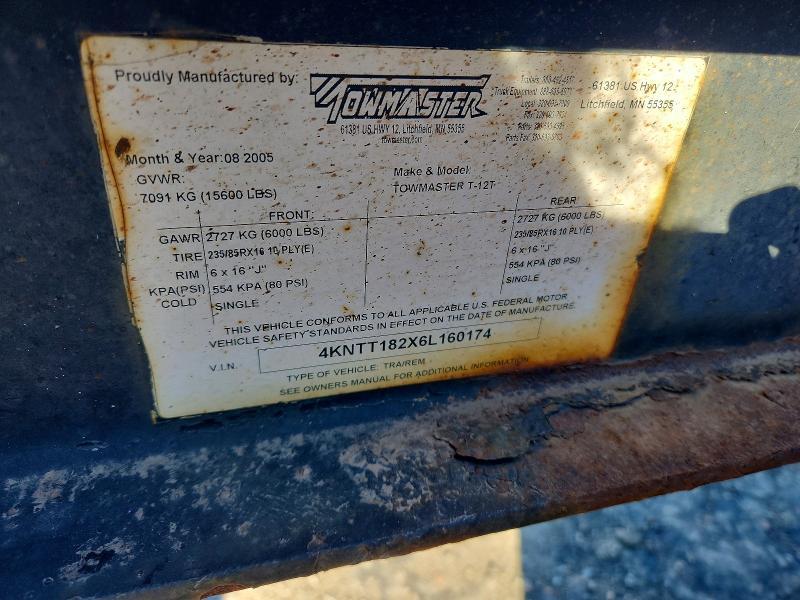 Proudly Manufactured by: TOWMASTER
61381 US HWY 12, Litchfield, MN 55355
towmaster.com
61381 US Hwy 12.
Litchfield, MN 55355
Month & Year: 08 2005
GVWR:
7091 KG (15600 LBS)
Make & Model:
TOWMASTER T-12T
FRONT: REAR
GAWR 2727 KG (6000 LBS) 2727 KG (6000 LBS)
TIRE 235/85RX16 10 PLY(E) 235/85RX16 10 PLY(E)
RIM 6 x 16 "J" 6 x 16 "J"
KPA(PSI) 554 KPA (80 PSI) 554 KPA (80 PSI)
COLD SINGLE SINGLE
THIS VEHICLE CONFORMS TO ALL APPLICABLE U.S. FEDERAL MOTOR
VEHICLE SAFETY STANDARDS IN EFFECT ON THE DATE OF MANUFACTURE.
V.I.N. 4KNTT182X6L160174
TYPE OF VEHICLE: TRA/REM
SEE OWNERS MANUAL FOR ADDITIONAL INFORMATION